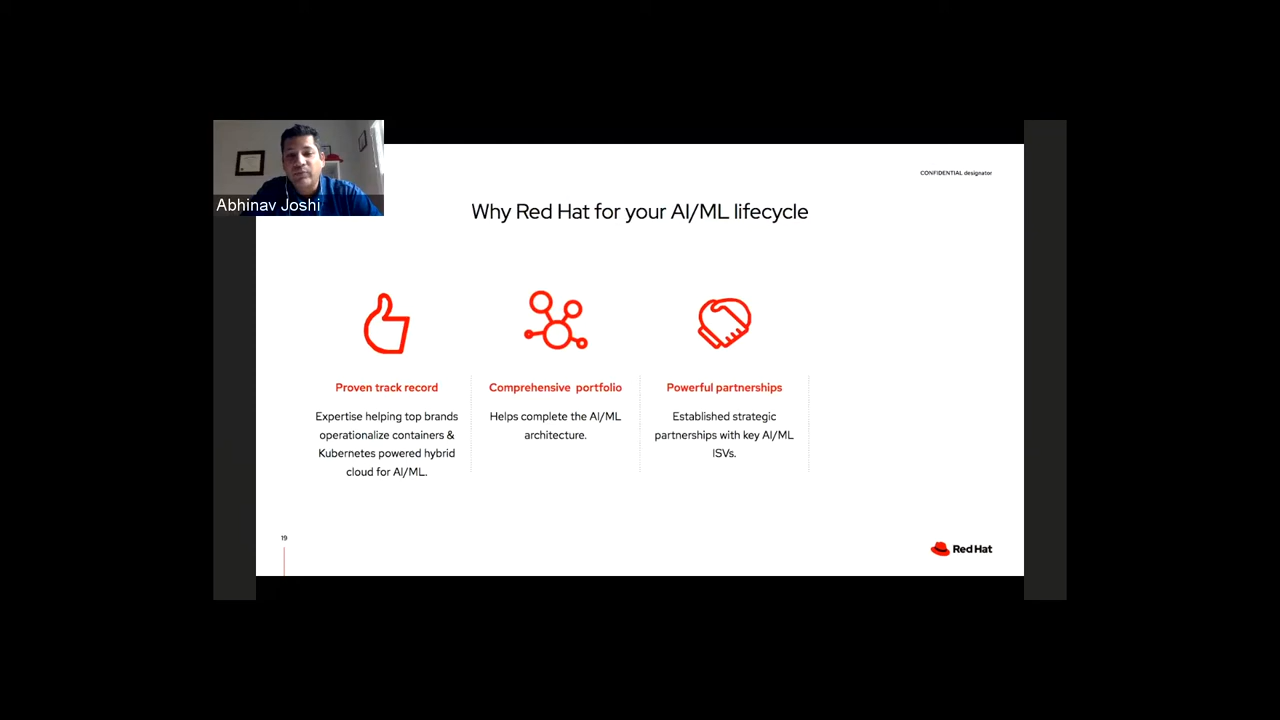 Abhinav Joshi
CONFIDENTIAL designator
Why Red Hat for your AI/ML lifecycle
Proven track record
Expertise helping top brands
operationalize containers &
Kubernetes powered hybrid
cloud for AI/ML.
Comprehensive portfolio
Helps complete the AI/ML
architecture.
Powerful partnerships
Established strategic
partnerships with key AI/ML
ISVs.
19
Red Hat